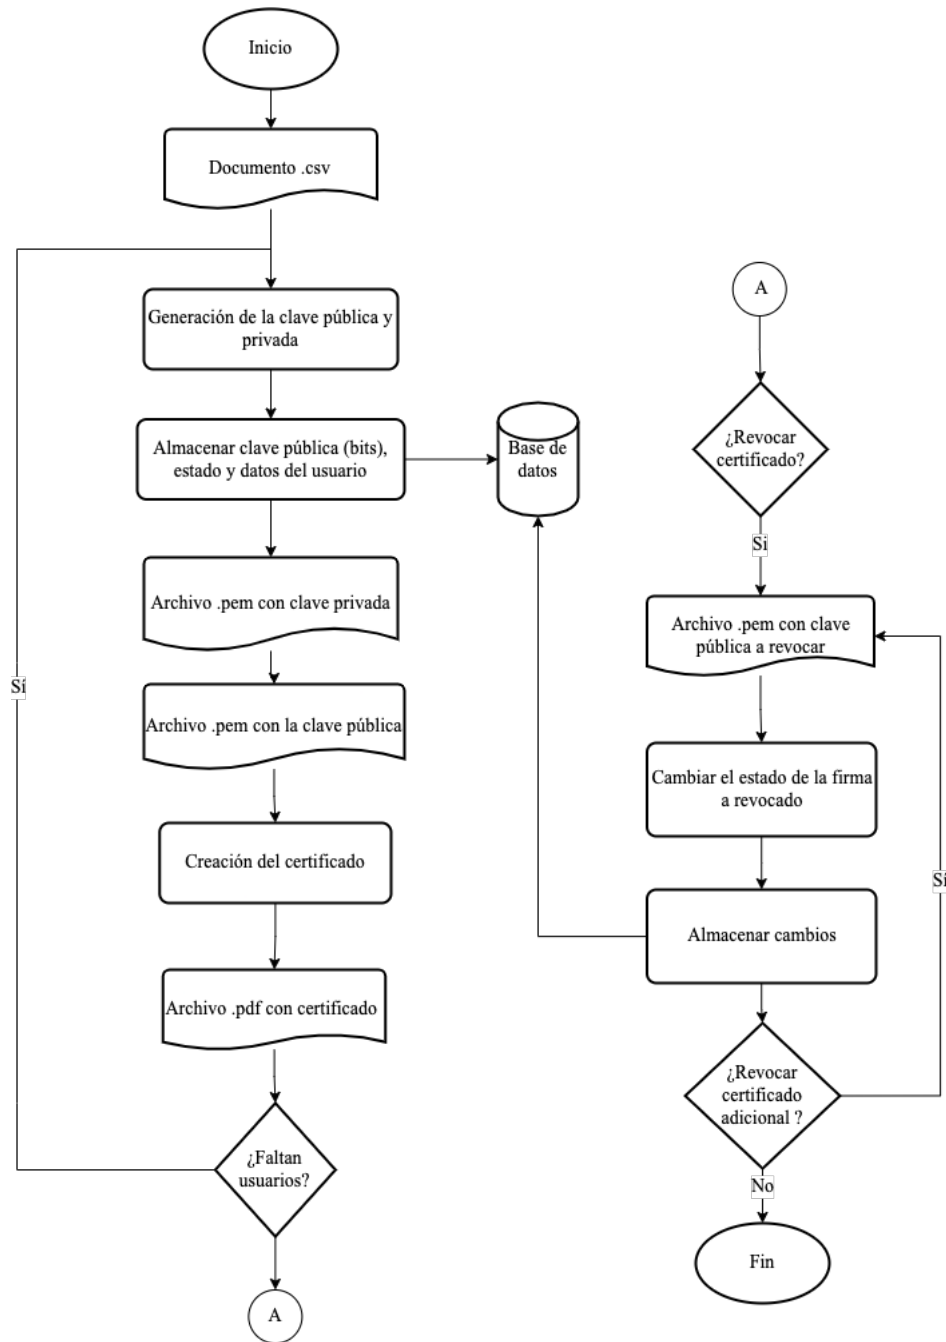 Inicio
Documento .csv
Generación de la clave pública y
privada
Almacenar clave pública (bits),
estado y datos del usuario
Base de
datos
Archivo .pem con clave privada
Archivo .pem con la clave pública
Sí
Creación del certificado
Archivo .pdf con certificado
¿Faltan
usuarios?
A
A
¿Revocar
certificado?
Si
Archivo .pem con clave
pública a revocar
Cambiar el estado de la firma
a revocado
Almacenar cambios
Si
¿Revocar
certificado
adicional ?
No
Fin